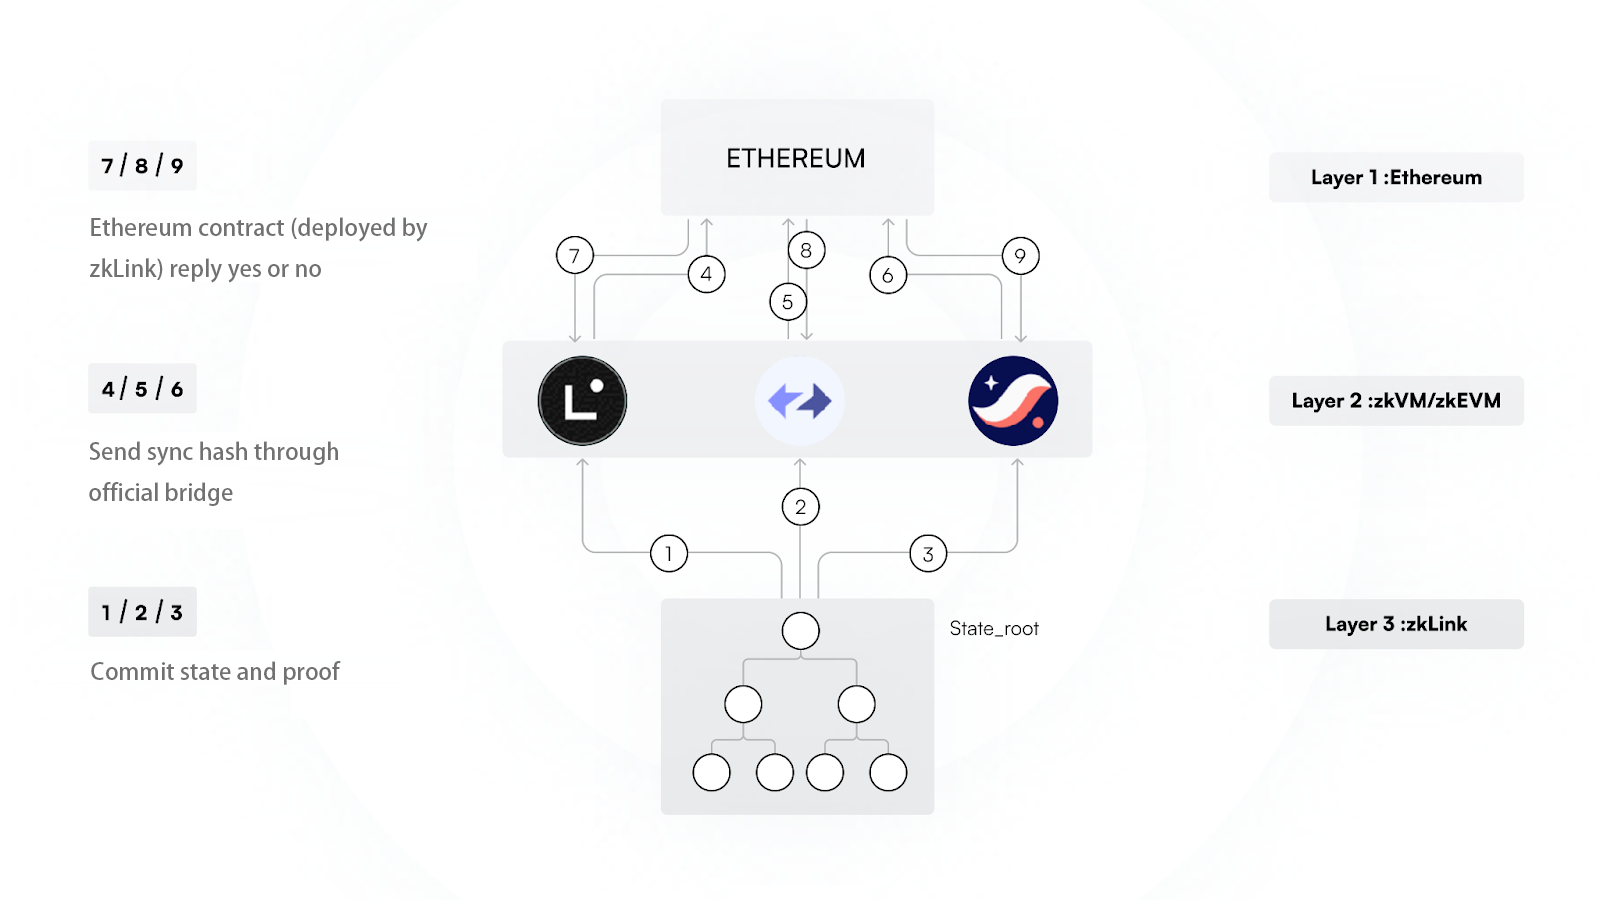 ETHEREUM
7 / 8 / 9
Ethereum contract (deployed by
zkLink) reply yes or no
Layer 1 :Ethereum
7
4
8
5
6
9
4 / 5 / 6
Send sync hash through
official bridge
L
Layer 2 :zkVM/zkEVM
2
1
3
1 / 2 / 3
Commit state and proof
State_root
Layer 3 :zkLink